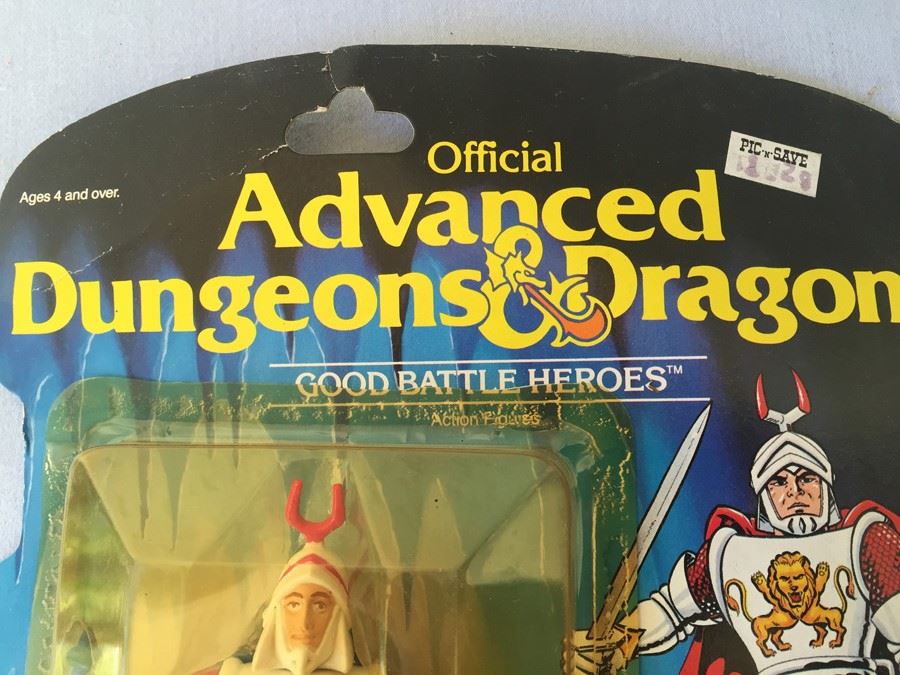 Official
PIC-N-SAVE
Ages 4 and over.
Advanced
Dungeons & Dragon
GOOD BATTLE HEROES™
Action Figures